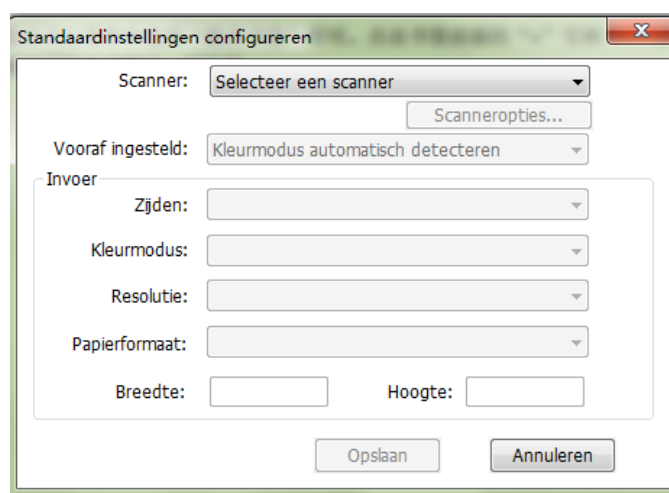 Standaardinstellingen configureren
Scanner: Selecteer een scanner
Scanneropties...
Vooraf ingesteld: Kleurmodus automatisch detecteren
Invoer
Zijden:
Kleurmodus:
Resolutie:
Papierformaat:
Breedte: Hoogte:
Opslaan Annuleren